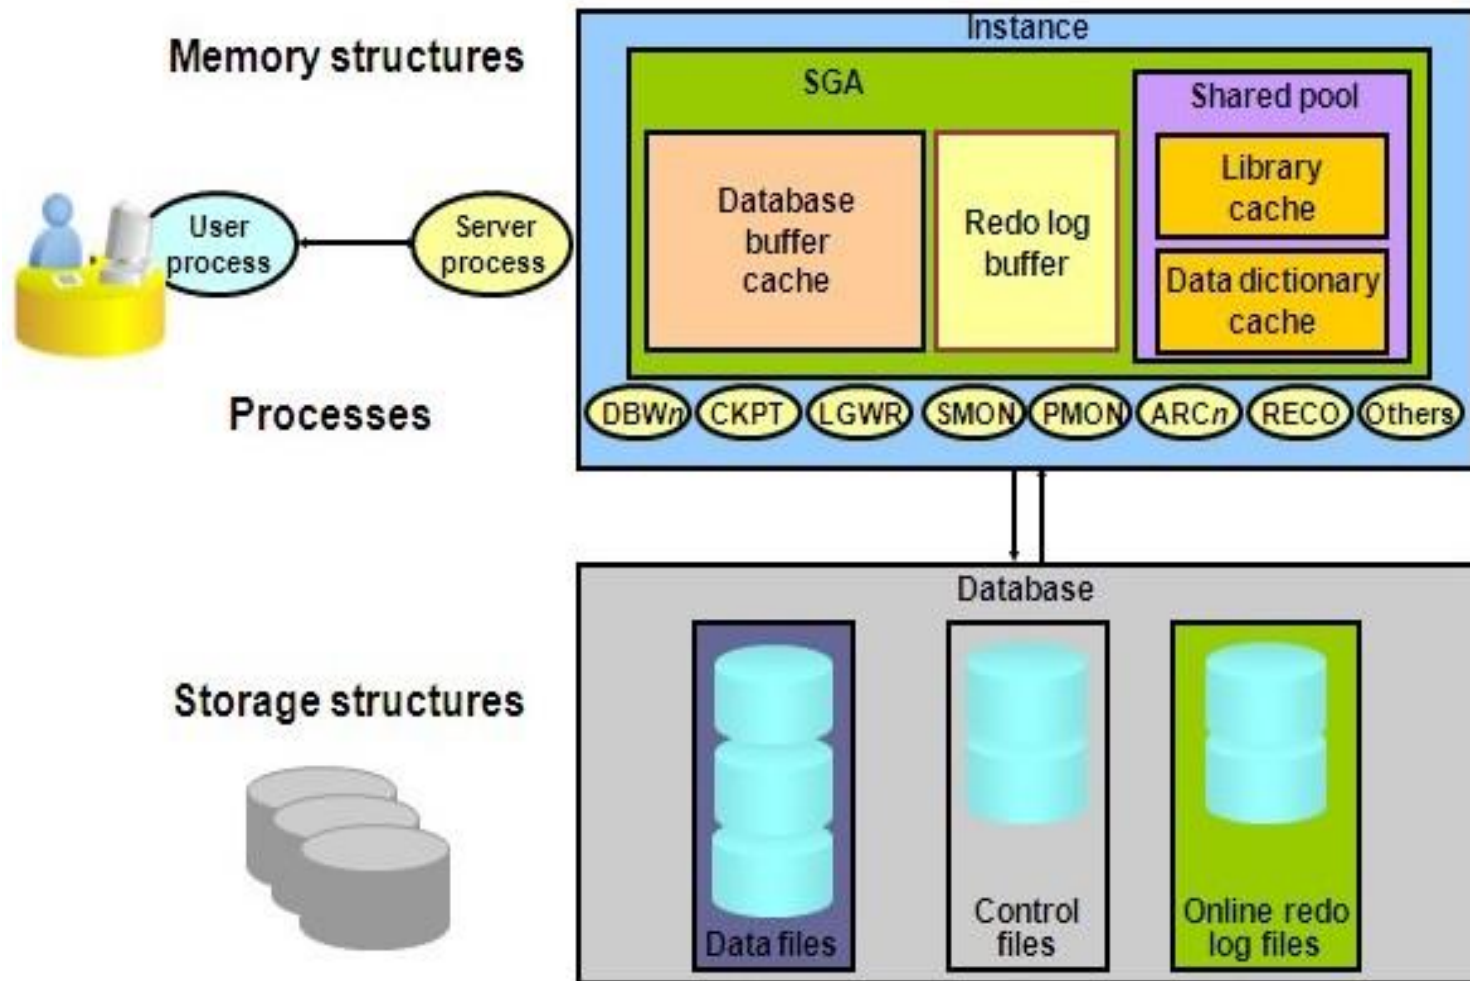 Memory structures
Instance
SGA
Shared pool
Library
cache
Data dictionary
cache
Database
buffer
cache
Redo log
buffer
User
process
Server
process
Processes
DBWn
CKPT
LGWR
SMON
PMON
ARCn
RECO
Others
Database
Storage structures
Data files
Control
files
Online redo
log files